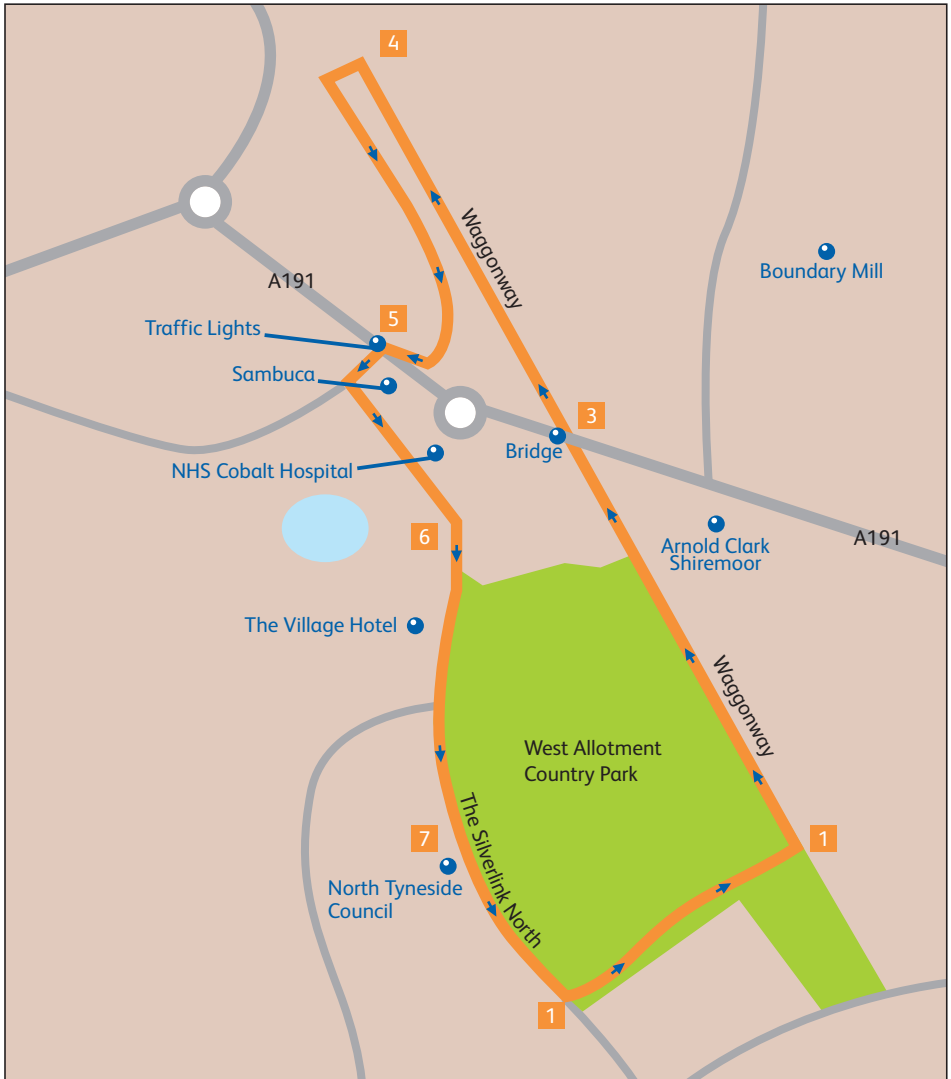 4
Waggonway
Boundary Mill
A191
5
Traffic Lights
Sambuca
3
Bridge
NHS Cobalt Hospital
6
Arnold Clark
Shiremoor
A191
The Village Hotel
Waggonway
West Allotment
Country Park
The Silverlink North
7
1
North Tyneside
Council
1